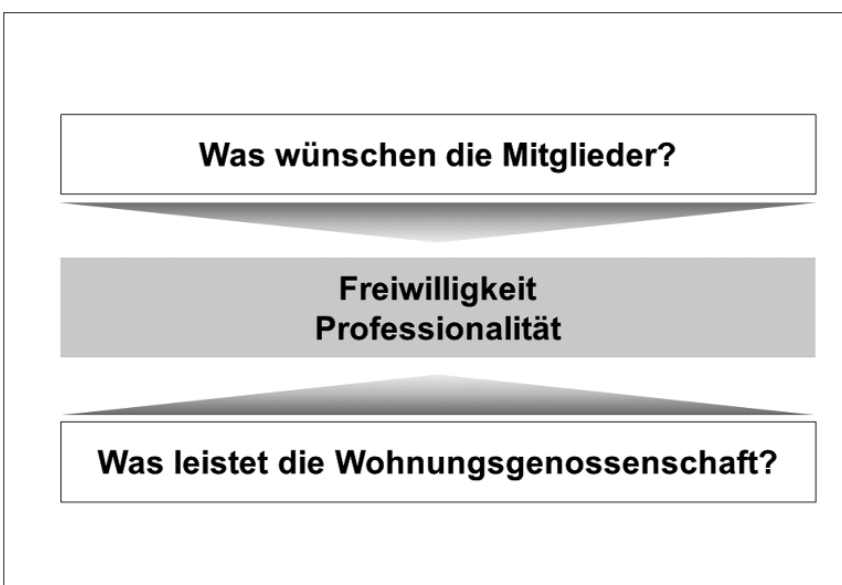 Was wünschen die Mitglieder?
Freiwilligkeit
Professionalität
Was leistet die Wohnungsgenossenschaft?